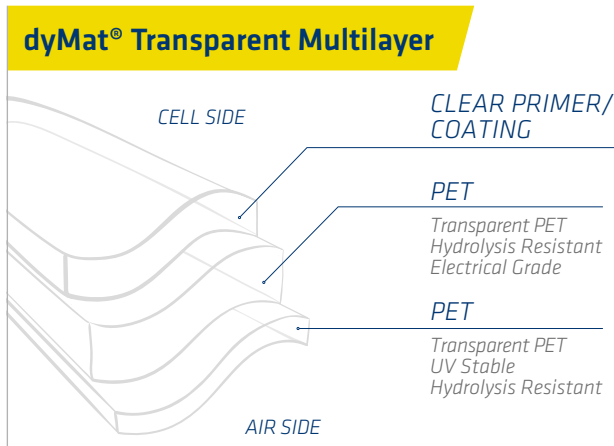 dyMat® Transparent Multilayer
CELL SIDE
CLEAR PRIMER/
COATING
PET
Transparent PET
Hydrolysis Resistant
Electrical Grade
PET
Transparent PET
UV Stable
Hydrolysis Resistant
AIR SIDE